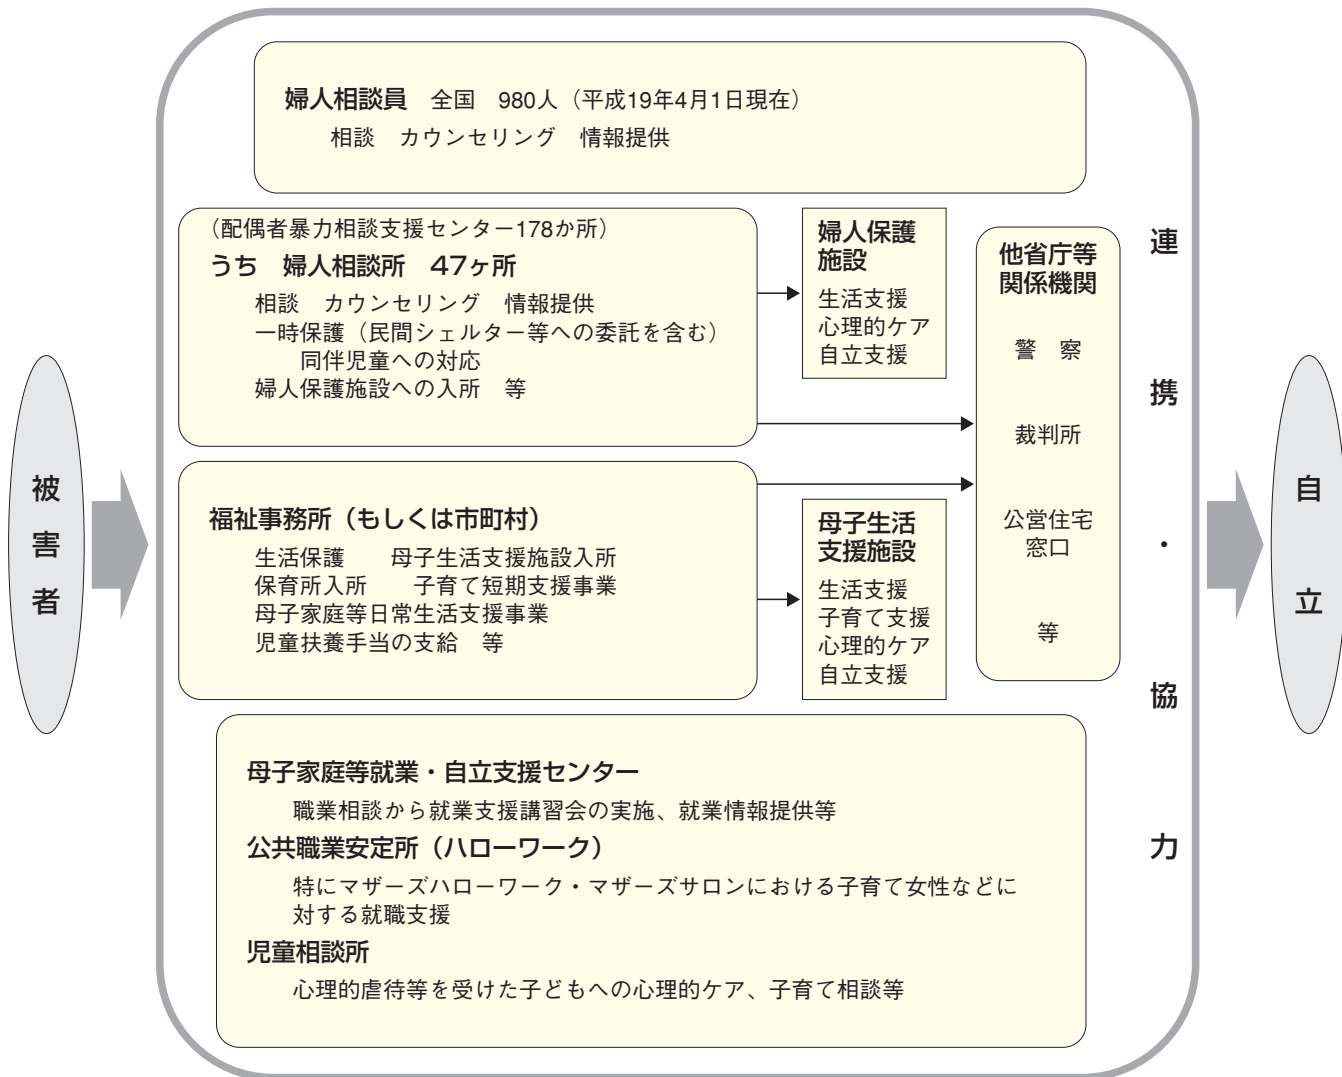 被害者
婦人相談員　全国　980人（平成19年4月1日現在）
相談　カウンセリング　情報提供
（配偶者暴力相談支援センター178か所）
うち　婦人相談所　47ヶ所
相談　カウンセリング　情報提供
一時保護（民間シェルター等への委託を含む）
同伴児童への対応
婦人保護施設への入所　等
婦人保護
施設
生活支援
心理的ケア
自立支援
福祉事務所（もしくは市町村）
生活保護　　母子生活支援施設入所
保育所入所　　子育て短期支援事業
母子家庭等日常生活支援事業
児童扶養手当の支給　等
母子生活
支援施設
生活支援
子育て支援
心理的ケア
自立支援
他省庁等
関係機関
警　察
裁判所
公営住宅
窓口
等
母子家庭等就業・自立支援センター
職業相談から就業支援講習会の実施、就業情報提供等
公共職業安定所（ハローワーク）
特にマザーズハローワーク・マザーズサロンにおける子育て女性などに
対する就職支援
児童相談所
心理的虐待等を受けた子どもへの心理的ケア、子育て相談等
連携・協力
自立